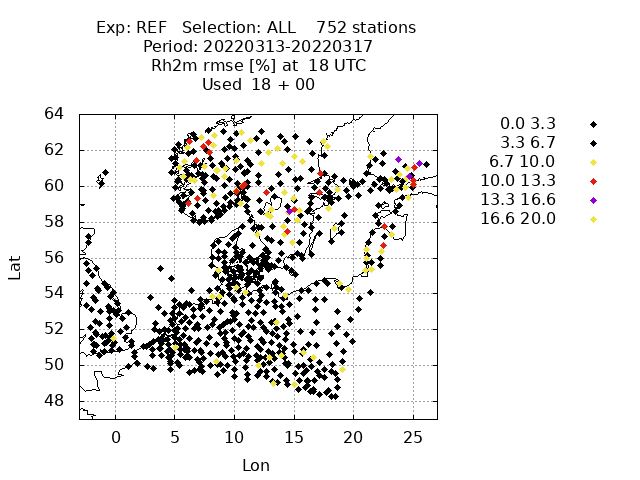 Exp: REF   Selection: ALL    752 stations
Period: 20220313-20220317
Rh2m rmse [%] at  18 UTC
Used  18 + 00
64
62
60
58
56
54
52
50
48
Lat
0 5 10 15 20 25
Lon
0.0 3.3
3.3 6.7
6.7 10.0
10.0 13.3
13.3 16.6
16.6 20.0